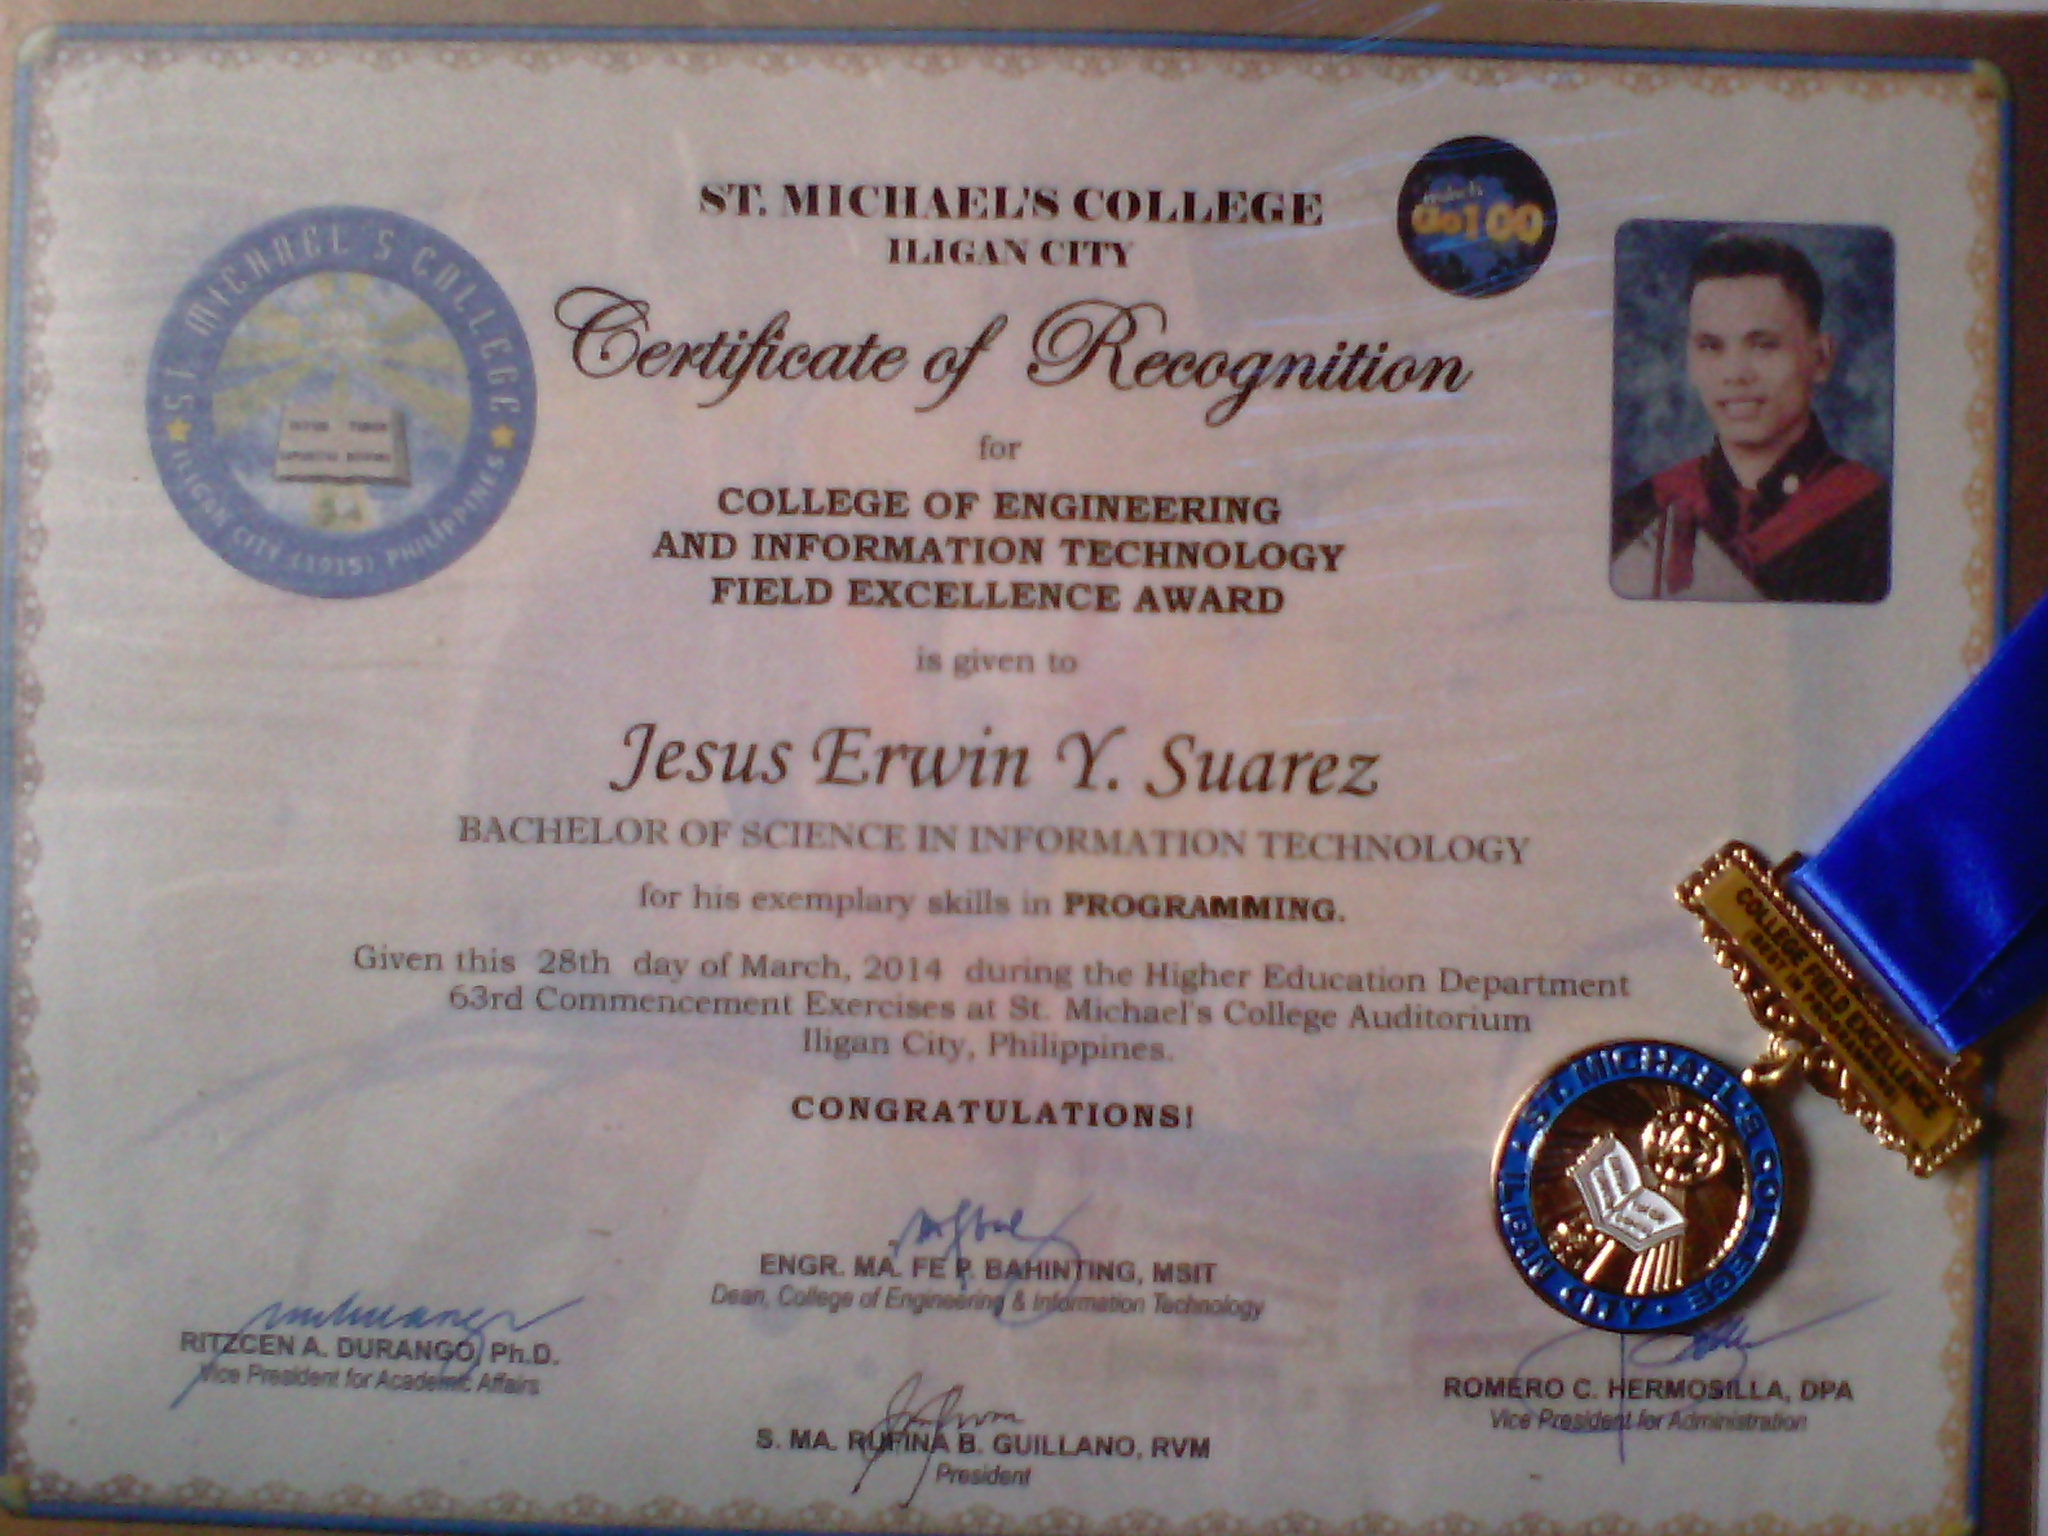 ST. MICHAEL'S COLLEGE
ILIGAN CITY
Go100
Certificate of Recognition
ST. MICHAEL'S COLLEGE
ILIGAN CITY (1915) PHILIPPINES
for
COLLEGE OF ENGINEERING
AND INFORMATION TECHNOLOGY
FIELD EXCELLENCE AWARD
is given to
Jesus Erwin Y. Suarez
BACHELOR OF SCIENCE IN INFORMATION TECHNOLOGY
for his exemplary skills in PROGRAMMING.
Given this 28th day of March, 2014 during the Higher Education Department
63rd Commencement Exercises at St. Michael's College Auditorium
Iligan City, Philippines.
CONGRATULATIONS!
COLLEGE FIELD EXCELLENCE
BEST IN PROGRAMMING
ST. MICHAEL'S COLLEGE · ILIGAN CITY
ENGR. MA. FE P. BAHINTING, MSIT
Dean, College of Engineering & Information Technology
RITZCEN A. DURANGO, Ph.D.
Vice President for Academic Affairs
ROMERO C. HERMOSILLA, DPA
Vice President for Administration
S. MA. RUFINA B. GUILLANO, RVM
President